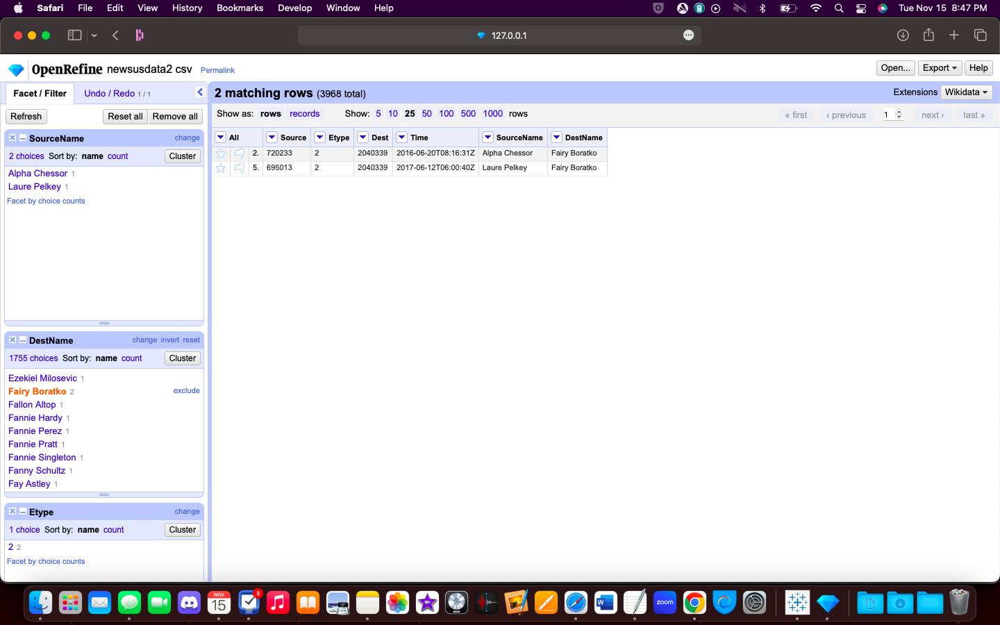 Safari File Edit View History Bookmarks Develop Window Help Tue Nov 15 8:47 PM
127.0.0.1
OpenRefine newsusdata2 csv Permalink Open... Export Help
Facet / Filter Undo / Redo 1 / 1
2 matching rows (3968 total) Extensions Wikidata
Refresh Reset all Remove all
Show as: rows records Show: 5 10 25 50 100 500 1000 rows « first ‹ previous 1 next › last »
SourceName change
2 choices Sort by: name count Cluster
Alpha Chessor 1
Laure Pelkey 1
Facet by choice counts
All Source Etype Dest Time SourceName DestName
2. 720233 2 2040339 2016-06-20T08:16:31Z Alpha Chessor Fairy Boratko
5. 695013 2 2040339 2017-06-12T06:00:40Z Laure Pelkey Fairy Boratko
DestName change invert reset
1755 choices Sort by: name count Cluster
Ezekiel Milosevic 1
Fairy Boratko 2 exclude
Fallon Altop 1
Fannie Hardy 1
Fannie Perez 1
Fannie Pratt 1
Fannie Singleton 1
Fanny Schultz 1
Fay Astley 1
Etype change
1 choice Sort by: name count Cluster
2 2
Facet by choice counts
NOV
15
3
W
zoom